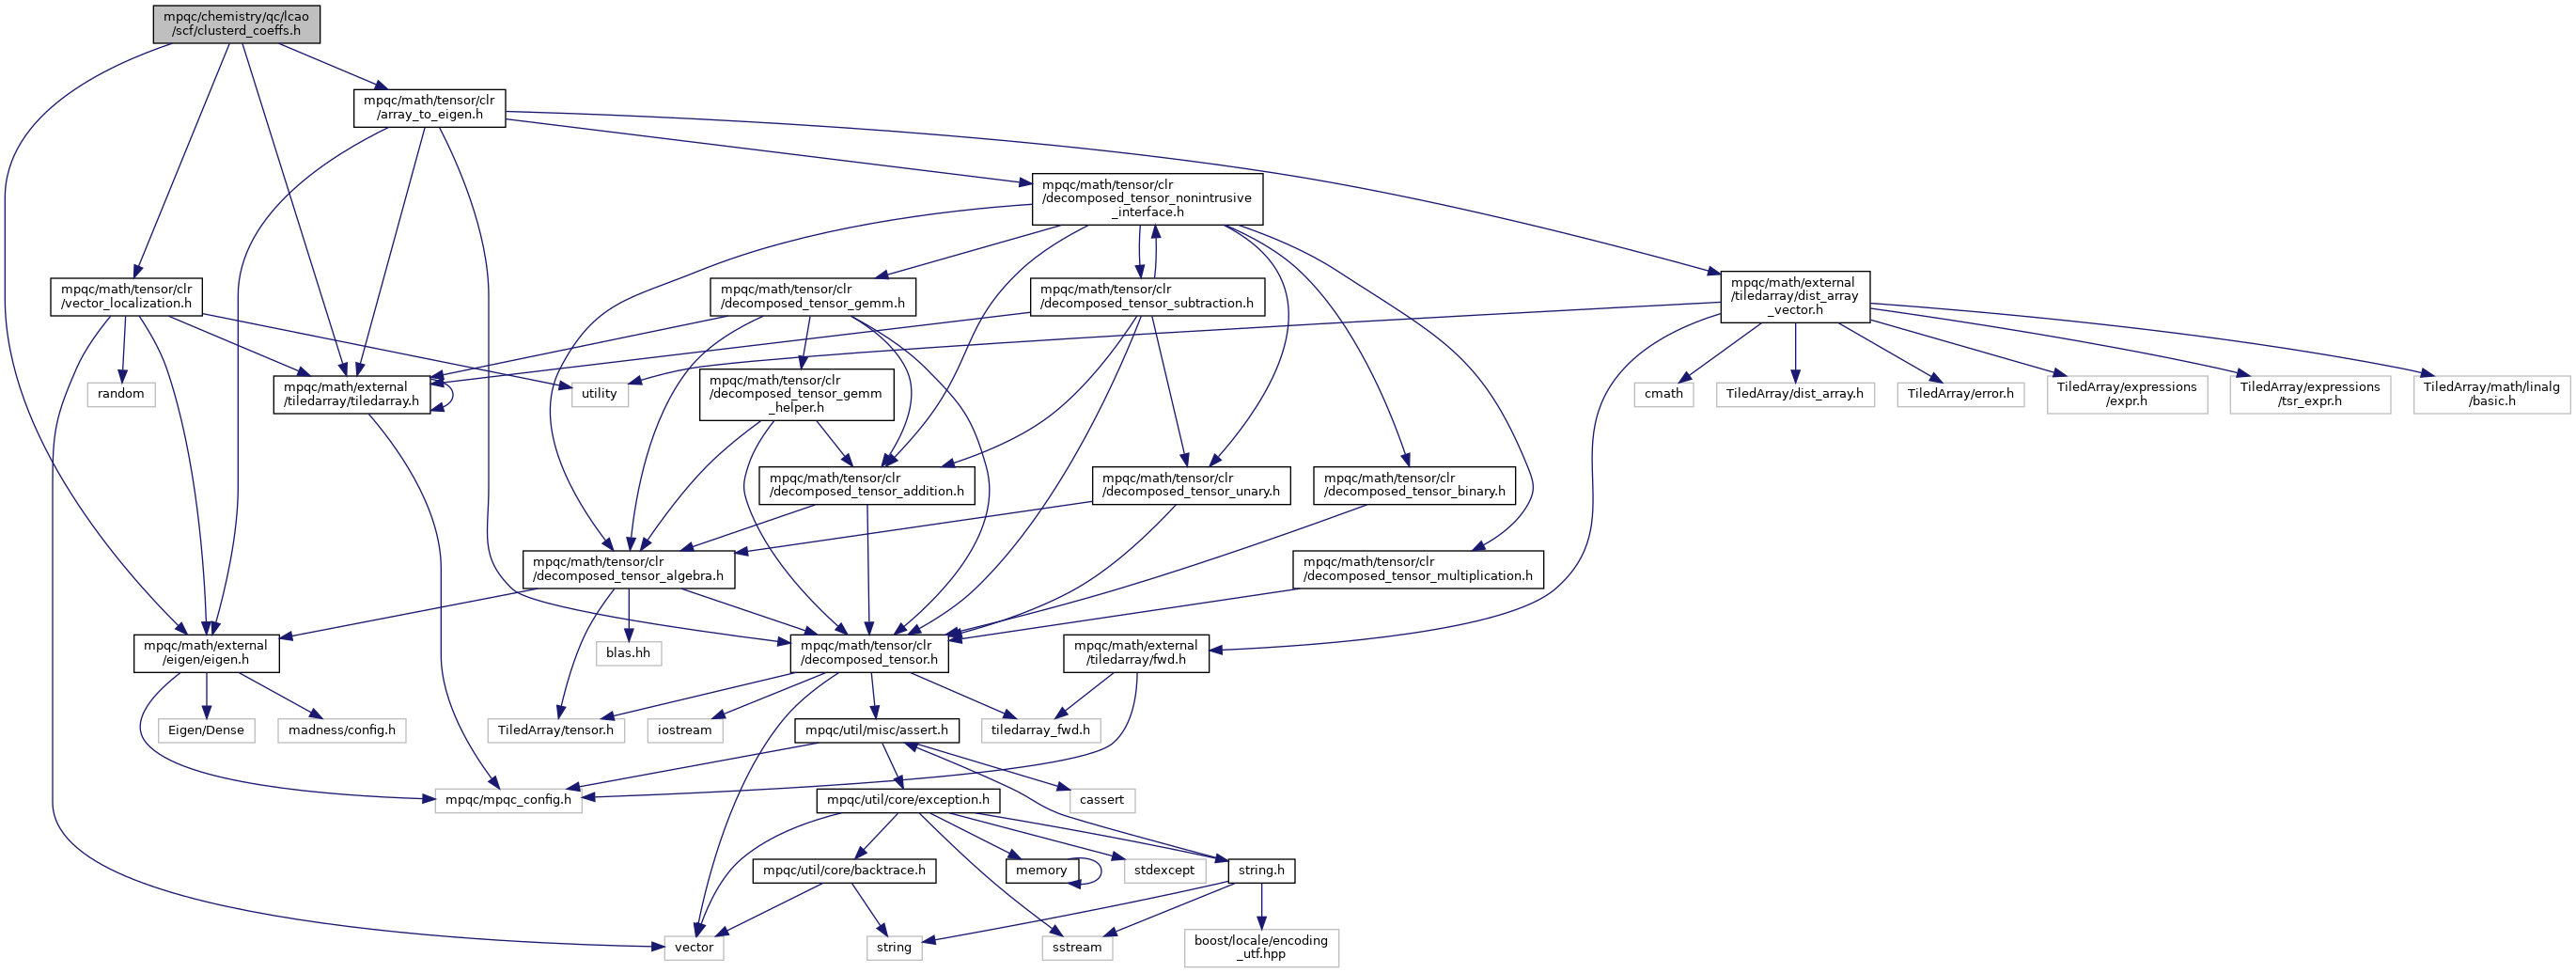 mpqc/chemistry/qc/lcao
/scf/clusterd_coeffs.h
mpqc/math/tensor/clr
/array_to_eigen.h
mpqc/math/tensor/clr
/decomposed_tensor_nonintrusive
_interface.h
mpqc/math/tensor/clr
/vector_localization.h
mpqc/math/tensor/clr
/decomposed_tensor_gemm.h
mpqc/math/tensor/clr
/decomposed_tensor_subtraction.h
mpqc/math/external
/tiledarray/dist_array
_vector.h
random
mpqc/math/external
/tiledarray/tiledarray.h
utility
mpqc/math/tensor/clr
/decomposed_tensor_gemm
_helper.h
cmath
TiledArray/dist_array.h
TiledArray/error.h
TiledArray/expressions
/expr.h
TiledArray/expressions
/tsr_expr.h
TiledArray/math/linalg
/basic.h
mpqc/math/tensor/clr
/decomposed_tensor_addition.h
mpqc/math/tensor/clr
/decomposed_tensor_unary.h
mpqc/math/tensor/clr
/decomposed_tensor_binary.h
mpqc/math/tensor/clr
/decomposed_tensor_algebra.h
mpqc/math/tensor/clr
/decomposed_tensor_multiplication.h
mpqc/math/external
/eigen/eigen.h
blas.hh
mpqc/math/tensor/clr
/decomposed_tensor.h
mpqc/math/external
/tiledarray/fwd.h
Eigen/Dense
madness/config.h
TiledArray/tensor.h
iostream
mpqc/util/misc/assert.h
tiledarray_fwd.h
mpqc/mpqc_config.h
mpqc/util/core/exception.h
cassert
mpqc/util/core/backtrace.h
memory
stdexcept
string.h
vector
string
sstream
boost/locale/encoding
_utf.hpp